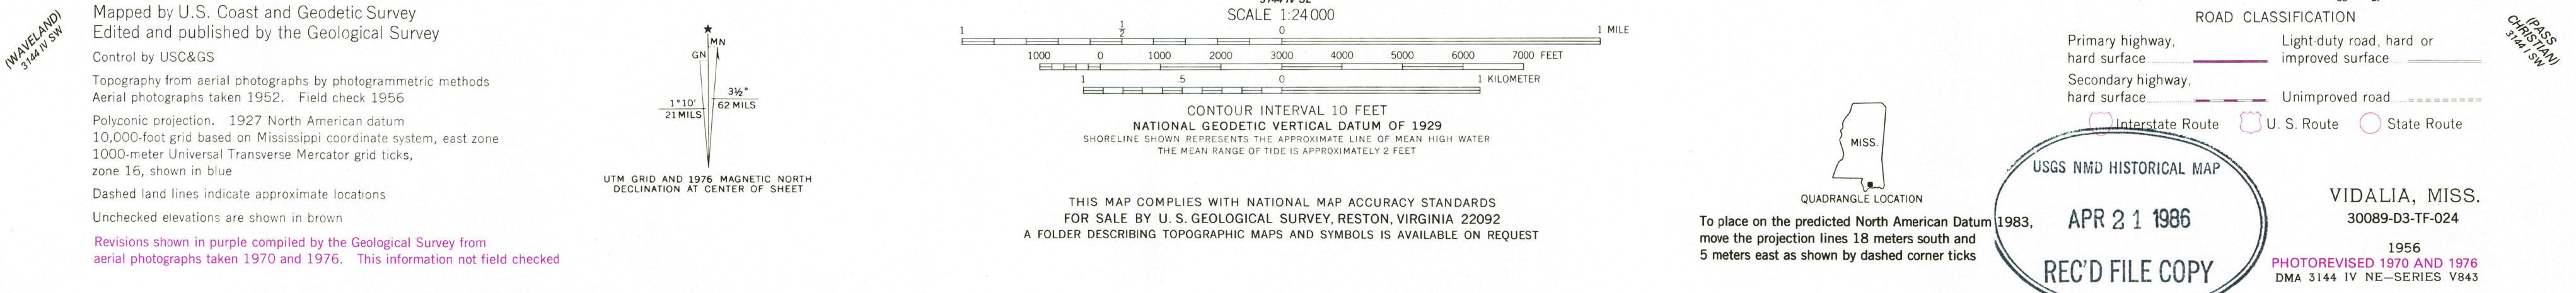 (WAVELAND)
3144 IV SW
Mapped by U.S. Coast and Geodetic Survey
Edited and published by the Geological Survey
Control by USC&GS
Topography from aerial photographs by photogrammetric methods
Aerial photographs taken 1952. Field check 1956
Polyconic projection. 1927 North American datum
10,000-foot grid based on Mississippi coordinate system, east zone
1000-meter Universal Transverse Mercator grid ticks,
zone 16, shown in blue
Dashed land lines indicate approximate locations
Unchecked elevations are shown in brown
Revisions shown in purple compiled by the Geological Survey from
aerial photographs taken 1970 and 1976. This information not field checked
★
MN
GN
1°10'
21 MILS
3½°
62 MILS
UTM GRID AND 1976 MAGNETIC NORTH
DECLINATION AT CENTER OF SHEET
SCALE 1:24 000
1 ½ 0 1 MILE
1000 0 1000 2000 3000 4000 5000 6000 7000 FEET
1 .5 0 1 KILOMETER
CONTOUR INTERVAL 10 FEET
NATIONAL GEODETIC VERTICAL DATUM OF 1929
SHORELINE SHOWN REPRESENTS THE APPROXIMATE LINE OF MEAN HIGH WATER
THE MEAN RANGE OF TIDE IS APPROXIMATELY 2 FEET
THIS MAP COMPLIES WITH NATIONAL MAP ACCURACY STANDARDS
FOR SALE BY U. S. GEOLOGICAL SURVEY, RESTON, VIRGINIA 22092
A FOLDER DESCRIBING TOPOGRAPHIC MAPS AND SYMBOLS IS AVAILABLE ON REQUEST
MISS.
QUADRANGLE LOCATION
To place on the predicted North American Datum 1983,
move the projection lines 18 meters south and
5 meters east as shown by dashed corner ticks
ROAD CLASSIFICATION
Primary highway,
hard surface
Light-duty road, hard or
improved surface
Secondary highway,
hard surface
Unimproved road
Interstate Route U. S. Route State Route
USGS NMD HISTORICAL MAP
APR 21 1986
REC'D FILE COPY
VIDALIA, MISS.
30089-D3-TF-024
1956
PHOTOREVISED 1970 AND 1976
DMA 3144 IV NE–SERIES V843
(PASS
CHRISTIAN)
3144 I SW